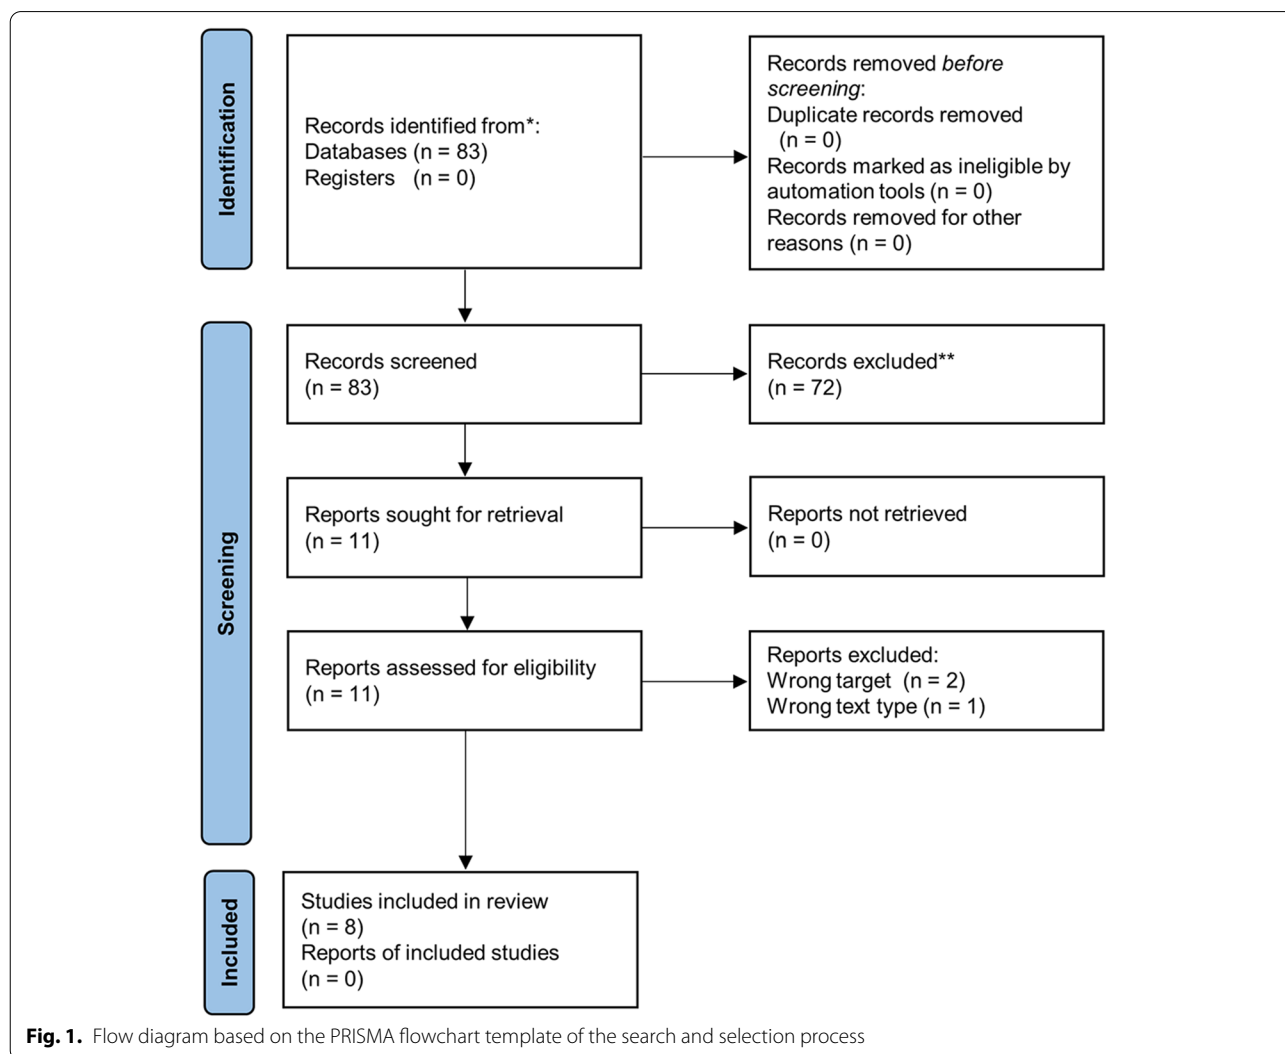 Identification
Records identified from*:
Databases (n = 83)
Registers (n = 0)
Records removed before
screening:
Duplicate records removed
(n = 0)
Records marked as ineligible by
automation tools (n = 0)
Records removed for other
reasons (n = 0)
Screening
Records screened
(n = 83)
Records excluded**
(n = 72)
Reports sought for retrieval
(n = 11)
Reports not retrieved
(n = 0)
Reports assessed for eligibility
(n = 11)
Reports excluded:
Wrong target (n = 2)
Wrong text type (n = 1)
Included
Studies included in review
(n = 8)
Reports of included studies
(n = 0)
Fig. 1. Flow diagram based on the PRISMA flowchart template of the search and selection process